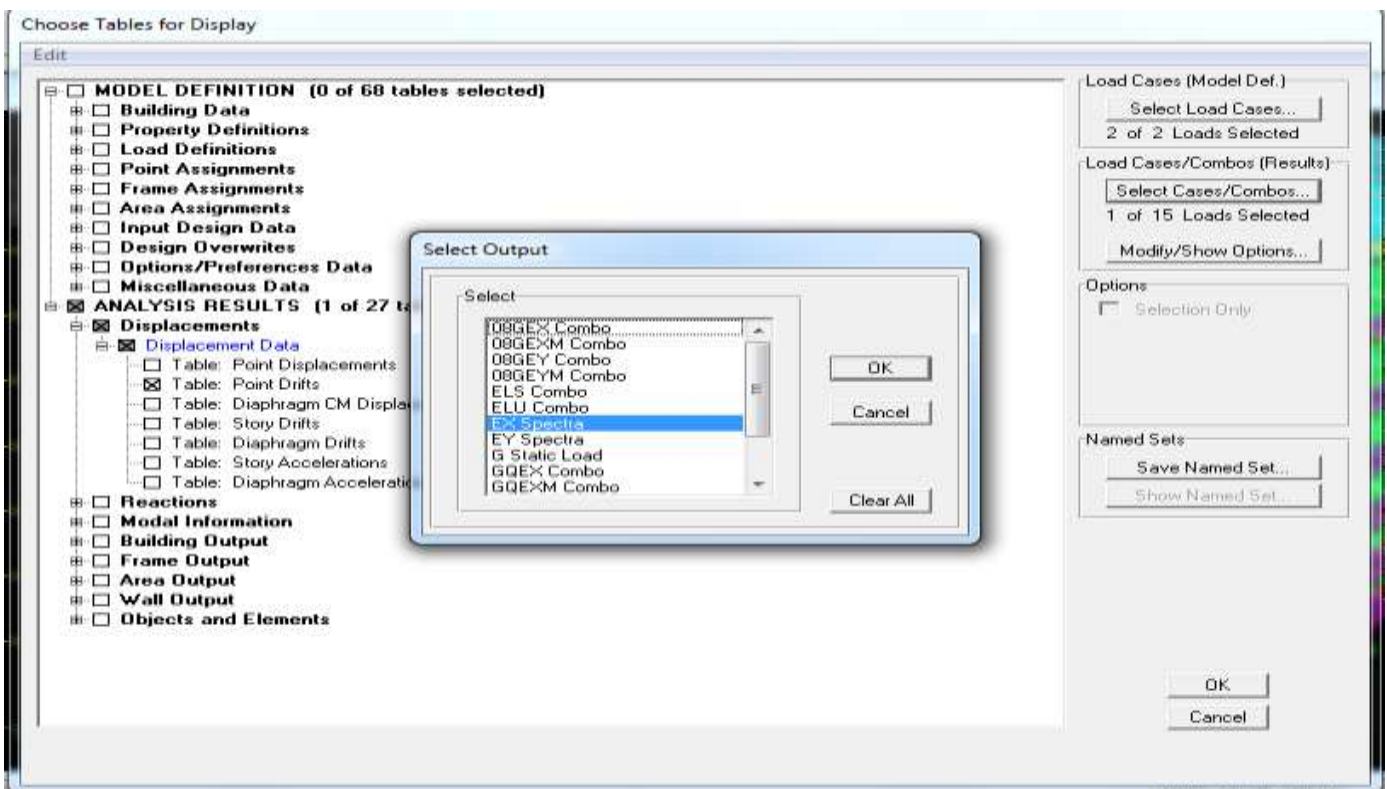 Choose Tables for Display
Edit
MODEL DEFINITION (0 of 68 tables selected)
Building Data
Property Definitions
Load Definitions
Point Assignments
Frame Assignments
Area Assignments
Input Design Data
Design Overwrites
Options/Preferences Data
Miscellaneous Data
ANALYSIS RESULTS (1 of 27
Displacements
Displacement Data
Table: Point Displacements
Table: Point Drifts
Table: Diaphragm CM
Table: Story Drifts
Table: Diaphragm Drifts
Table: Story Accelerations
Table: Diaphragm
Reactions
Modal Information
Building Output
Frame Output
Area Output
Wall Output
Objects and Elements
Select Output
Select
08GEX Combo
08GEXM Combo
08GEY Combo
08GEYM Combo
ELS Combo
ELU Combo
EX Spectra
EY Spectra
G Static Load
GQEX Combo
GQEXM Combo
OK
Cancel
Clear All
Load Cases (Model Def.)
Select Load Cases...
2 of 2 Loads Selected
Load Cases/Combos (Results)
Select Cases/Combos...
1 of 15 Loads Selected
Modify/Show Options...
Options
Selection Only
Named Sets
Save Named Set...
Show Named Set...
OK
Cancel